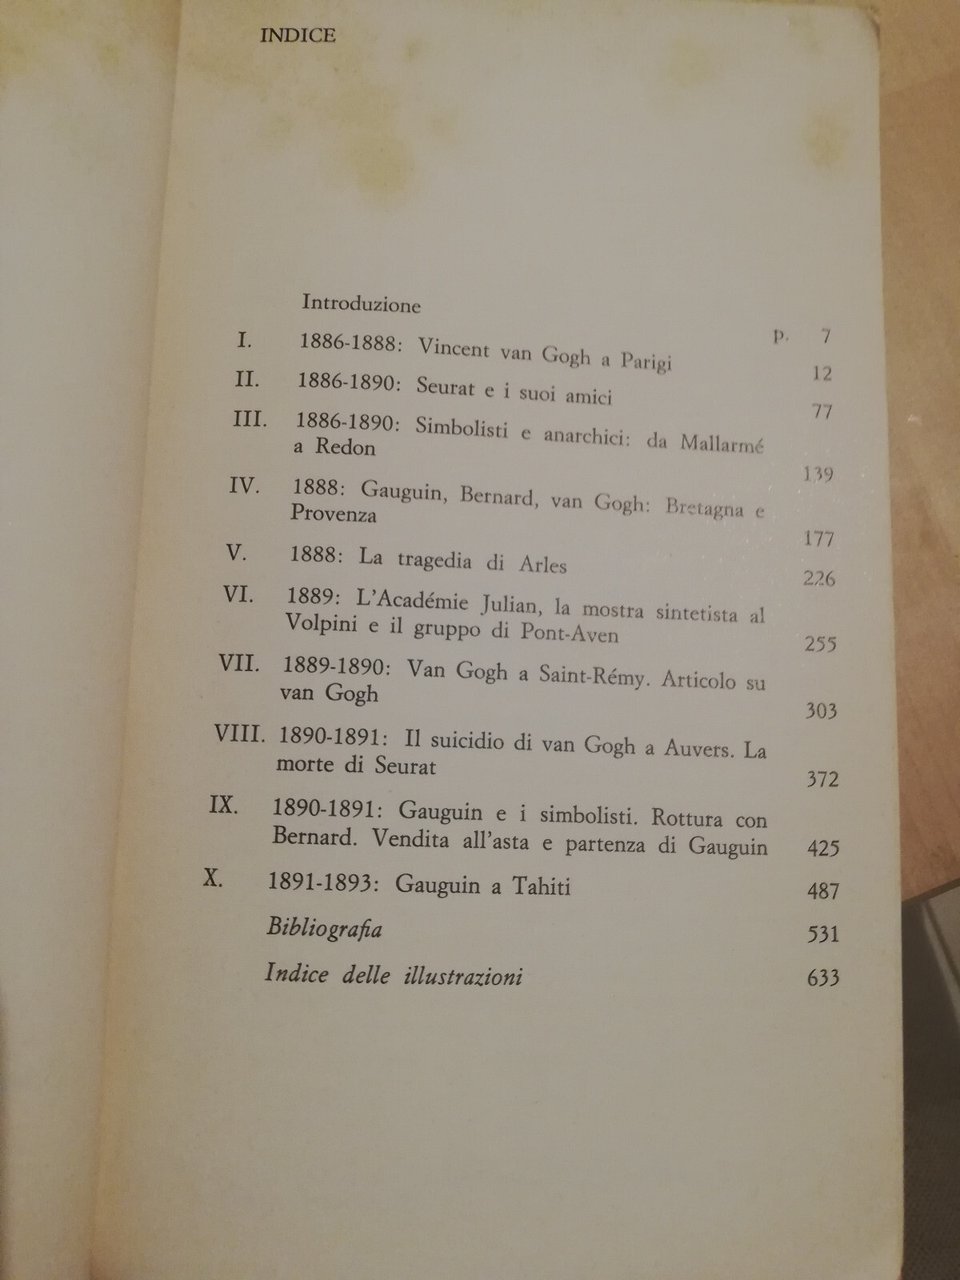 INDICE
Introduzione p. 7
I. 1886-1888: Vincent van Gogh a Parigi 12
II. 1886-1890: Seurat e i suoi amici 77
III. 1886-1890: Simbolisti e anarchici: da Mallarmé
a Redon 139
IV. 1888: Gauguin, Bernard, van Gogh: Bretagna e
Provenza 177
V. 1888: La tragedia di Arles 226
VI. 1889: L'Académie Julian, la mostra sintetista al
Volpini e il gruppo di Pont-Aven 255
VII. 1889-1890: Van Gogh a Saint-Rémy. Articolo su
van Gogh 303
VIII. 1890-1891: Il suicidio di van Gogh a Auvers. La
morte di Seurat 372
IX. 1890-1891: Gauguin e i simbolisti. Rottura con
Bernard. Vendita all'asta e partenza di Gauguin 425
X. 1891-1893: Gauguin a Tahiti 487
Bibliografia 531
Indice delle illustrazioni 633